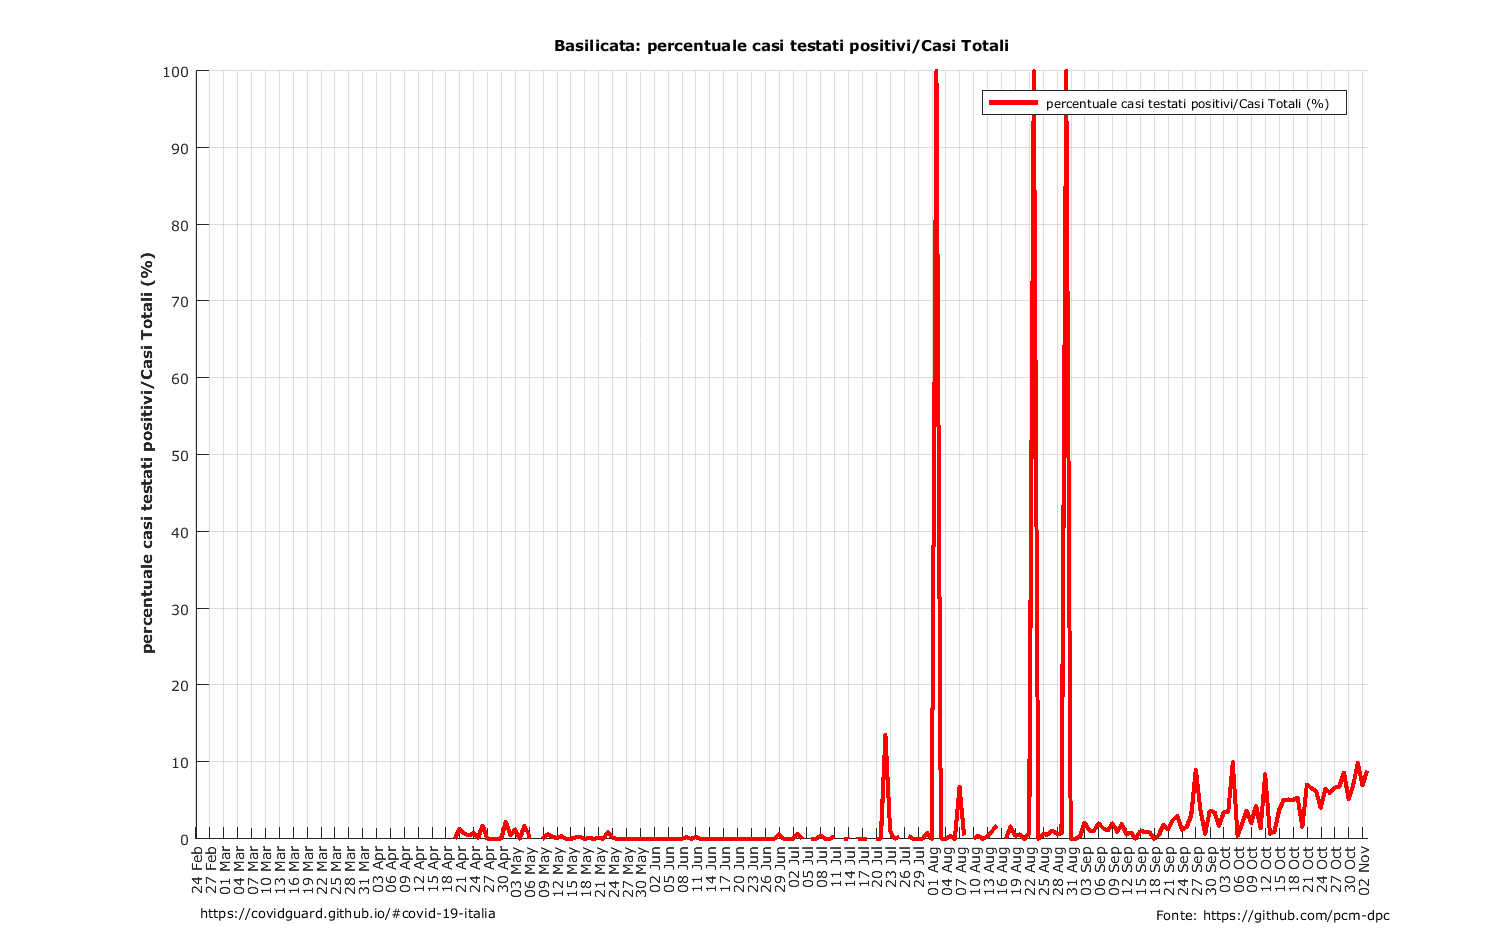 Basilicata: percentuale casi testati positivi/Casi Totali
percentuale casi testati positivi/Casi Totali (%)
percentuale casi testati positivi/Casi Totali (%)
100
90
80
70
60
50
40
30
20
10
0
24 Feb
27 Feb
01 Mar
04 Mar
07 Mar
10 Mar
13 Mar
16 Mar
19 Mar
22 Mar
25 Mar
28 Mar
31 Mar
03 Apr
06 Apr
09 Apr
12 Apr
15 Apr
18 Apr
21 Apr
24 Apr
27 Apr
30 Apr
03 May
06 May
09 May
12 May
15 May
18 May
21 May
24 May
27 May
30 May
02 Jun
05 Jun
08 Jun
11 Jun
14 Jun
17 Jun
20 Jun
23 Jun
26 Jun
29 Jun
02 Jul
05 Jul
08 Jul
11 Jul
14 Jul
17 Jul
20 Jul
23 Jul
26 Jul
29 Jul
01 Aug
04 Aug
07 Aug
10 Aug
13 Aug
16 Aug
19 Aug
22 Aug
25 Aug
28 Aug
31 Aug
03 Sep
06 Sep
09 Sep
12 Sep
15 Sep
18 Sep
21 Sep
24 Sep
27 Sep
30 Sep
03 Oct
06 Oct
09 Oct
12 Oct
15 Oct
18 Oct
21 Oct
24 Oct
27 Oct
30 Oct
02 Nov
https://covidguard.github.io/#covid-19-italia
Fonte: https://github.com/pcm-dpc